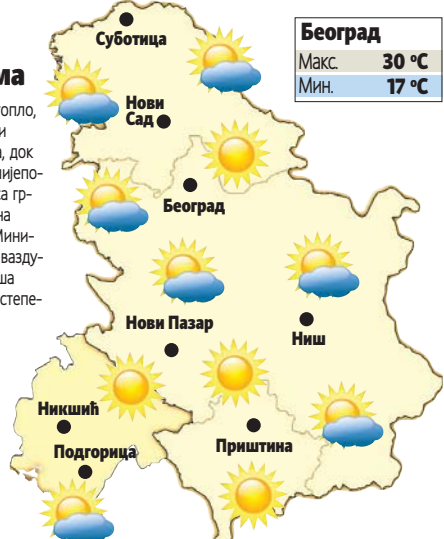 ма
опло,
и
, док
ијепо-
а гр-
на
Мини-
вазду-
ша
степе-
Суботица
Нови
Сад
Београд
Нови Пазар
Ниш
Никшић
Подгорица
Приштина
Београд
Макс. 30 °C
Мин. 17 °C